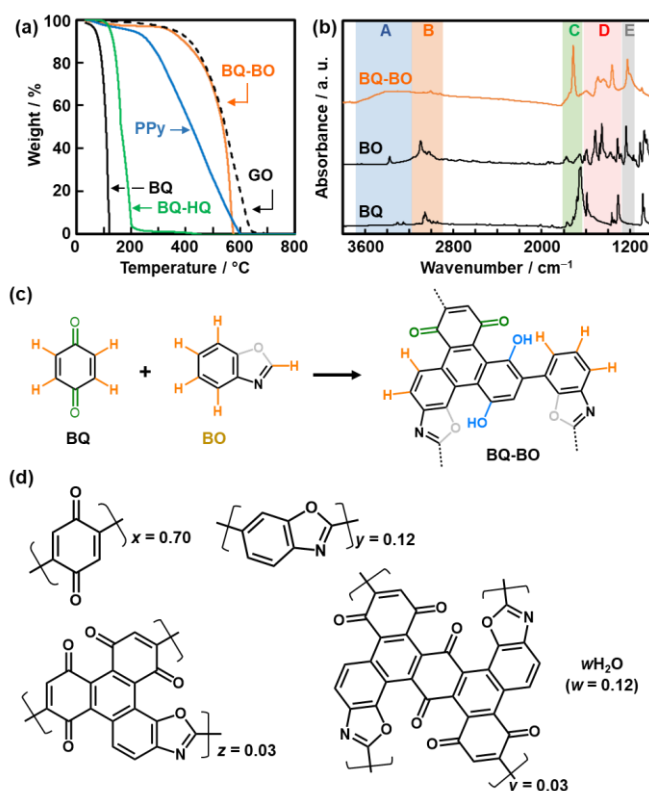 (a)
100
80
60
40
20
0
Weight / %
0 200 400 600 800
Temperature / °C
BQ-BO
PPy
BQ
GO
BQ-HQ
(b)
A B C D E
Absorbance / a. u.
BQ-BO
BO
BQ
3600 2800 2000 1000
Wavenumber / cm⁻¹
(c)
O
H H
H H
O
BQ
+
H
H O
H
H N
H
BO
O O
OH
H H
H
H
H
O
N
HO
O
N
BQ-BO
(d)
O
O
x = 0.70
O
N
y = 0.12
O O
O
O
O
N
z = 0.03
O O
O N
O
O
O
N O
O
v = 0.03
wH₂O
(w = 0.12)